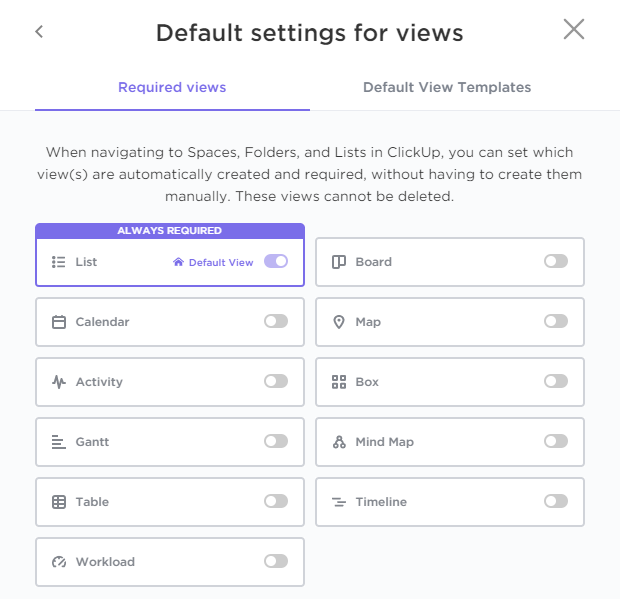 Default settings for views
Required views
Default View Templates
When navigating to Spaces, Folders, and Lists in ClickUp, you can set which
view(s) are automatically created and required, without having to create them
manually. These views cannot be deleted.
ALWAYS REQUIRED
List
Default View
Board
Calendar
Map
Activity
Box
Gantt
Mind Map
Table
Timeline
Workload